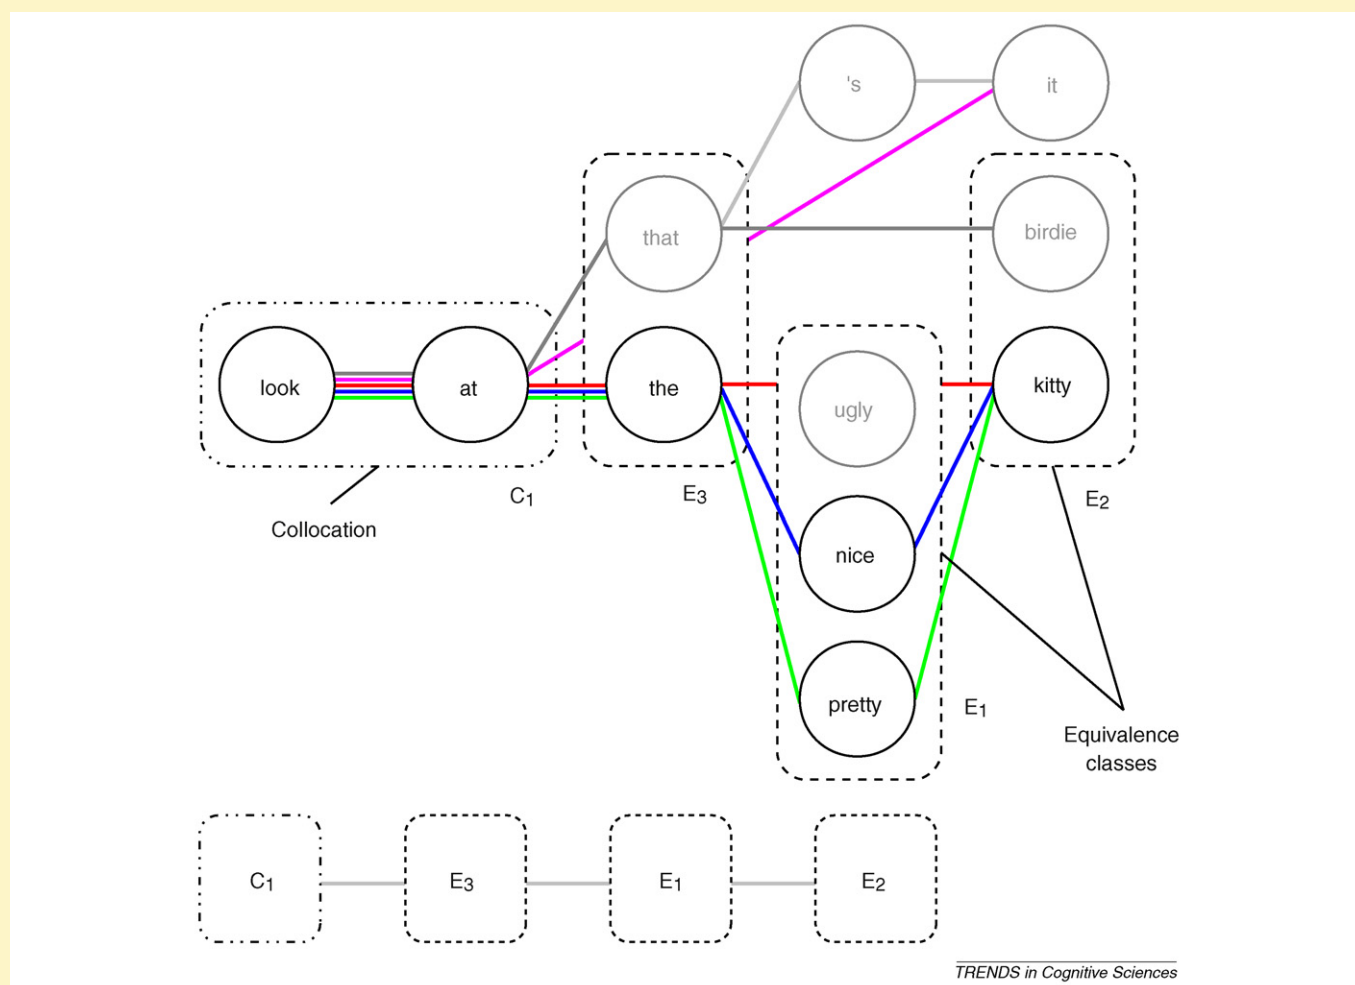 's
it
that
birdie
look
at
the
ugly
kitty
C1
E3
E2
Collocation
nice
pretty
E1
Equivalence
classes
C1
E3
E1
E2
TRENDS in Cognitive Sciences